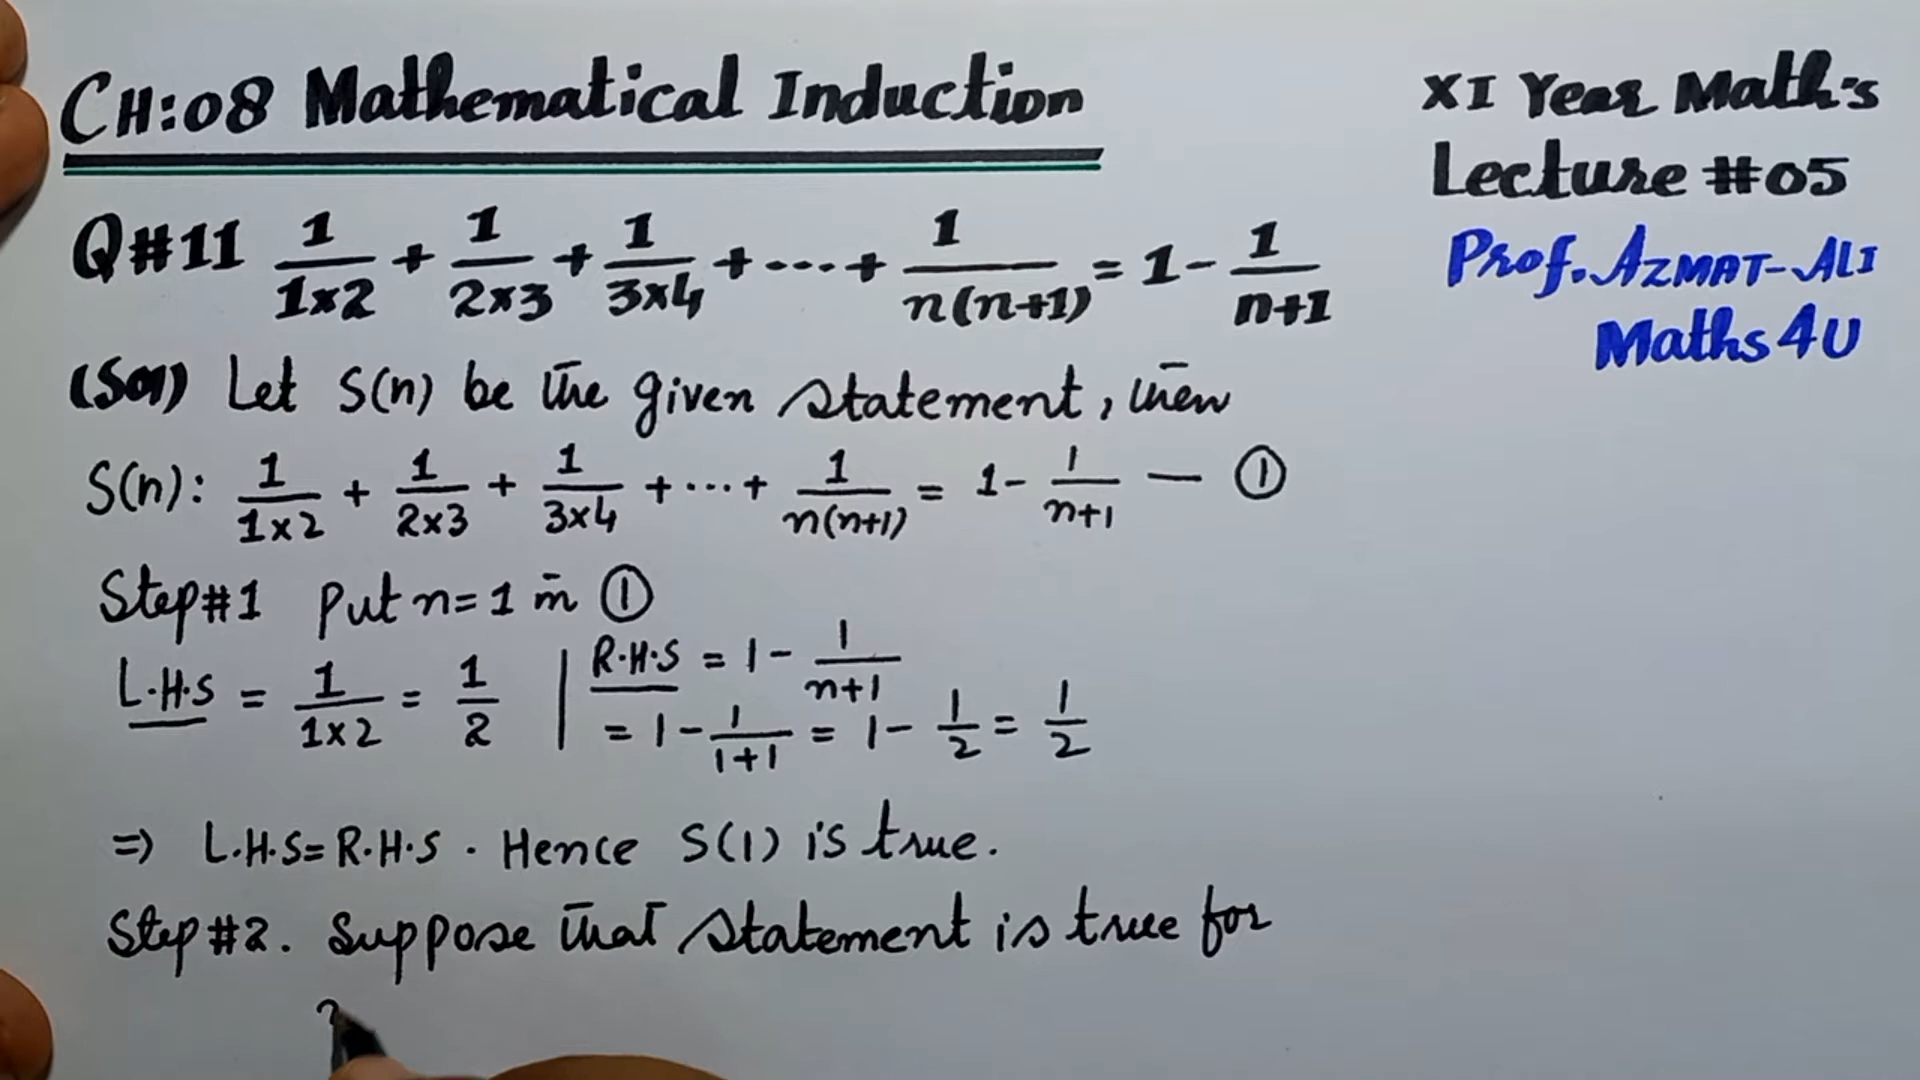 CH:08 Mathematical Induction
XI Year Math's
Lecture #05
Prof. AZMAT-ALI
Maths 4U
Q#11 1/(1×2) + 1/(2×3) + 1/(3×4) + ... + 1/(n(n+1)) = 1 - 1/(n+1)
(Sol) Let S(n) be the given statement, then
S(n): 1/(1×2) + 1/(2×3) + 1/(3×4) + ... + 1/(n(n+1)) = 1 - 1/(n+1) — ①
Step#1 Put n=1 in ①
L.H.S = 1/(1×2) = 1/2 | R.H.S = 1 - 1/(n+1)
= 1 - 1/(1+1) = 1 - 1/2 = 1/2
⇒ L.H.S = R.H.S . Hence S(1) is true.
Step #2. Suppose that statement is true for